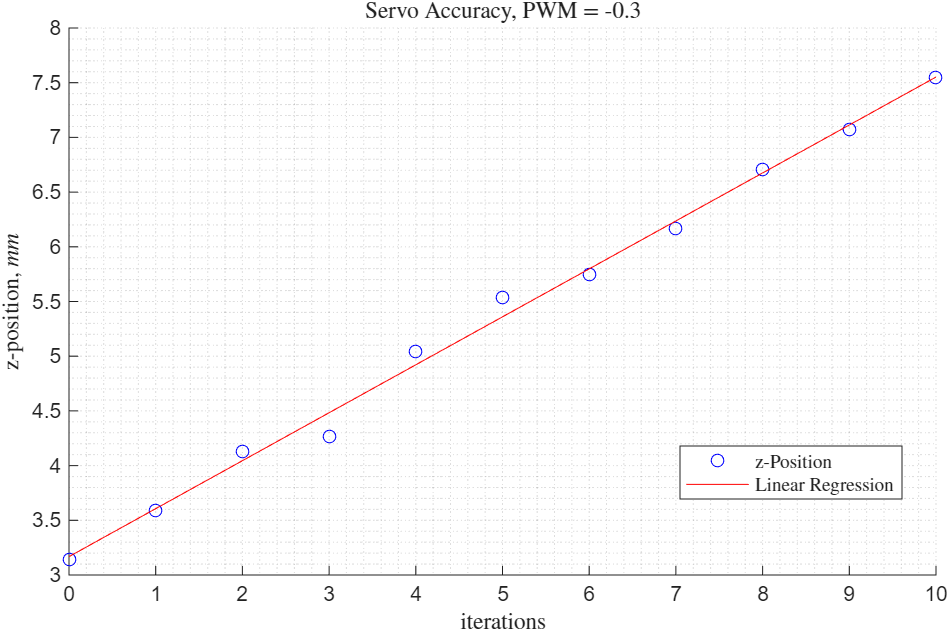 Servo Accuracy, PWM = -0.3
8
7.5
7
6.5
6
5.5
5
4.5
4
3.5
3
z-position, mm
0 1 2 3 4 5 6 7 8 9 10
iterations
z-Position
Linear Regression